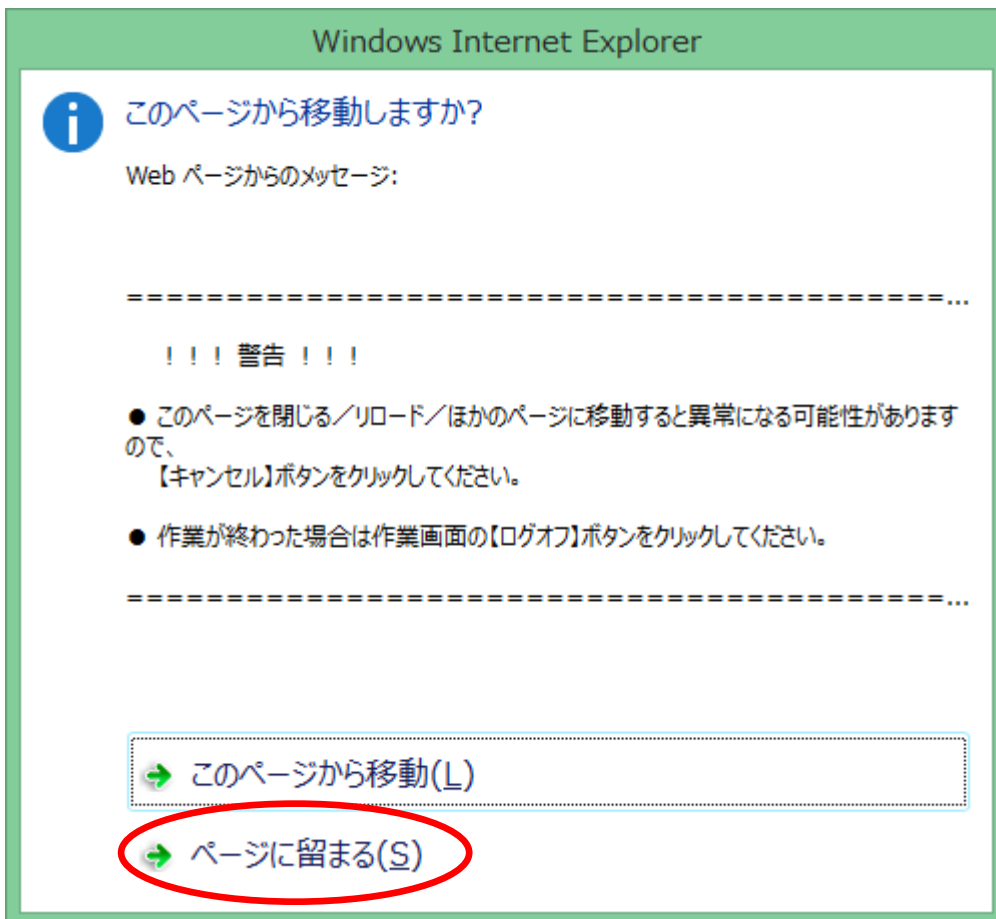 Windows Internet Explorer
このページから移動しますか?
Web ページからのメッセージ:
=========================================...
！！！ 警告 ！！！
● このページを閉じる／リロード／ほかのページに移動すると異常になる可能性があります
ので、
【キャンセル】ボタンをクリックしてください。
● 作業が終わった場合は作業画面の【ログオフ】ボタンをクリックしてください。
=========================================...
このページから移動(L)
ページに留まる(S)